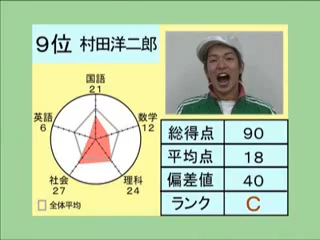 9位 村田洋二郎
国語
21
英語
6
数学
12
社会
27
理科
24
全体平均
総得点 90
平均点 18
偏差値 40
ランク C